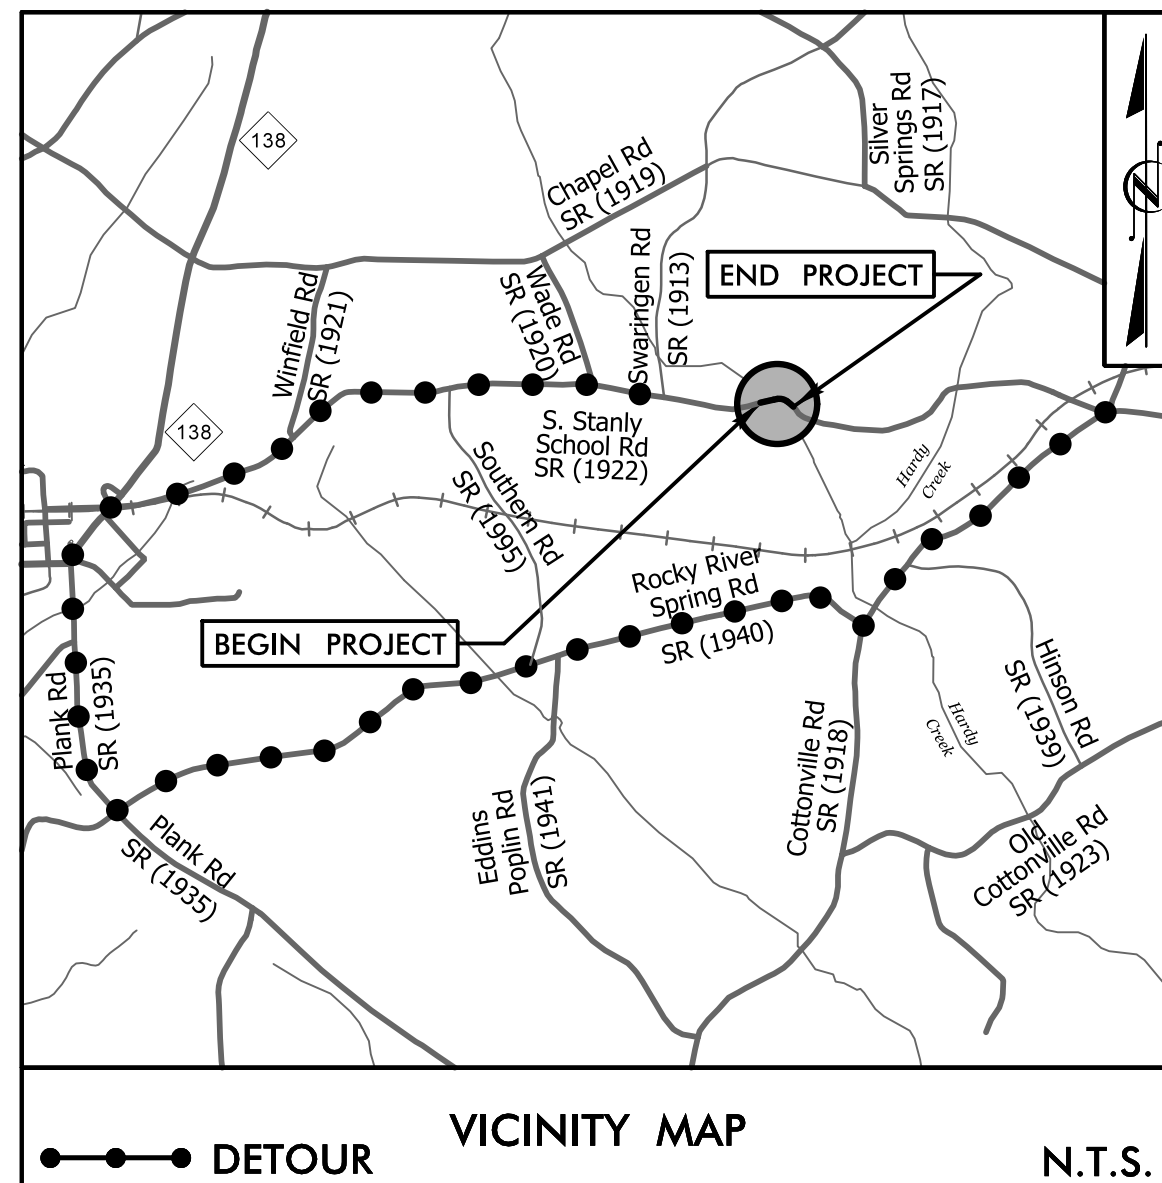 138
Silver
Springs Rd
SR (1917)
Chapel Rd
SR (1919)
Swaringen Rd
SR (1913)
END PROJECT
Wade Rd
SR (1920)
Winfield Rd
SR (1921)
138
S. Stanly
School Rd
SR (1922)
Southern Rd
SR (1995)
Hardy
Creek
Rocky River
Spring Rd
SR (1940)
BEGIN PROJECT
Plank Rd
SR (1935)
Hinson Rd
SR (1939)
Hardy
Creek
Cottonville Rd
SR (1918)
Eddins
Poplin Rd
SR (1941)
Plank Rd
SR (1935)
Old
Cottonville Rd
SR (1923)
VICINITY MAP
DETOUR
N.T.S.